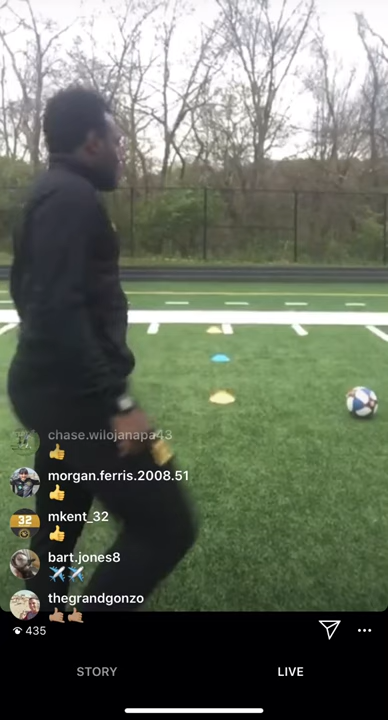 chase.wilojanapa43
👍
morgan.ferris.2008.51
👍
32
mkent_32
👍
bart.jones8
✈️✈️
thegrandgonzo
🤙🏼🤙🏼
435
STORY LIVE